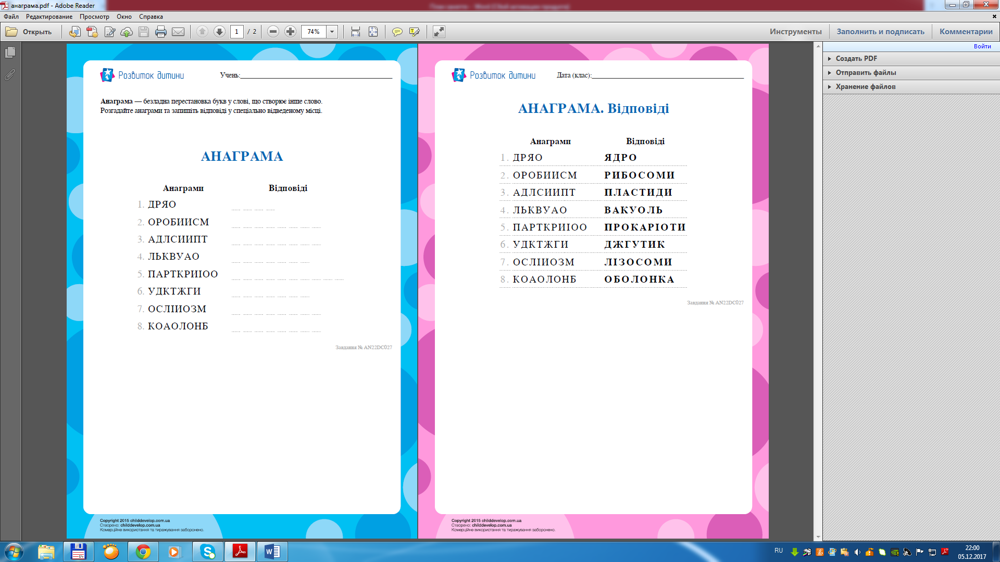 анаграма.pdf - Adobe Reader
Файл Редактирование Просмотр Окно Справка
Открыть 1 / 2 74% Инструменты Заполнить и подписать Комментарии
Войти
Создать PDF
Отправить файлы
Хранение файлов
Розвиток дитини Учень:
Анаграма — безладна перестановка букв у слові, що створює інше слово.
Розгадайте анаграми та запишіть відповіді у спеціально відведеному місці.
АНАГРАМА
Анаграми Відповіді
1. ДРЯО
2. ОРОБИИСМ
3. АДЛСИИПТ
4. ЛЬКВУАО
5. ПАРТКРИІОО
6. УДКТЖГИ
7. ОСЛІИОЗМ
8. КОАОЛОНБ
Завдання № AN22DC027
Copyright 2015 childdevelop.com.ua
Створено: childdevelop.com.ua
Комерційне використання та тиражування заборонено.
Розвиток дитини Дата (клас):
АНАГРАМА. Відповіді
Анаграми Відповіді
1. ДРЯО ЯДРО
2. ОРОБИИСМ РИБОСОМИ
3. АДЛСИИПТ ПЛАСТИДИ
4. ЛЬКВУАО ВАКУОЛЬ
5. ПАРТКРИІОО ПРОКАРІОТИ
6. УДКТЖГИ ДЖГУТИК
7. ОСЛІИОЗМ ЛІЗОСОМИ
8. КОАОЛОНБ ОБОЛОНКА
Завдання № AN22DC027
Copyright 2015 childdevelop.com.ua
Створено: childdevelop.com.ua
Комерційне використання та тиражування заборонено.
RU 22:00
05.12.2017